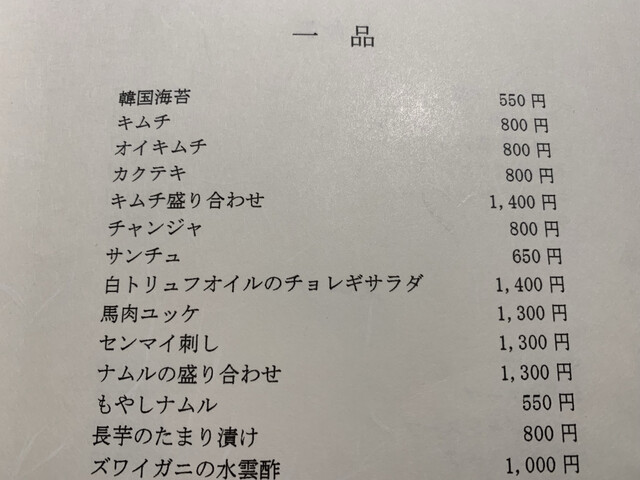 一 品
韓国海苔 550円
キムチ 800円
オイキムチ 800円
カクテキ 800円
キムチ盛り合わせ 1,400円
チャンジャ 800円
サンチュ 650円
白トリュフオイルのチョレギサラダ 1,400円
馬肉ユッケ 1,300円
センマイ刺し 1,300円
ナムルの盛り合わせ 1,300円
もやしナムル 550円
長芋のたまり漬け 800円
ズワイガニの水雲酢 1,000円